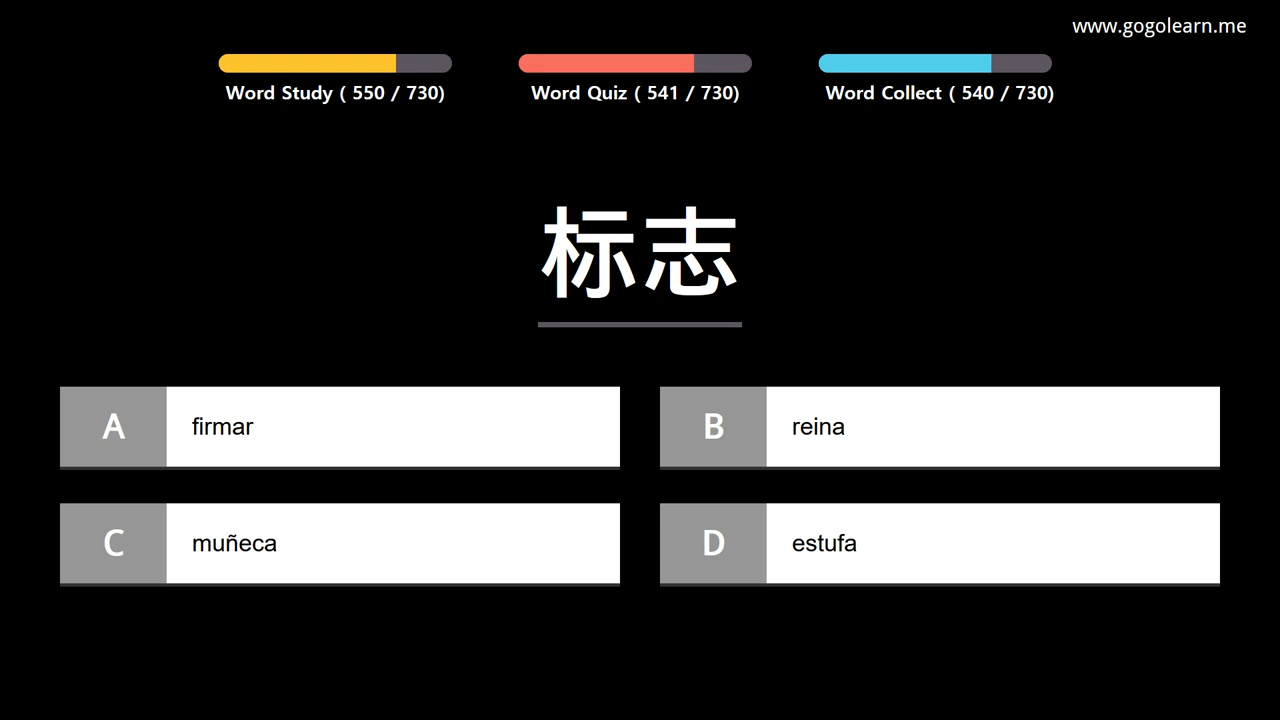 www.gogolearn.me
Word Study ( 550 / 730)
Word Quiz ( 541 / 730)
Word Collect ( 540 / 730)
标志
A firmar
B reina
C muñeca
D estufa